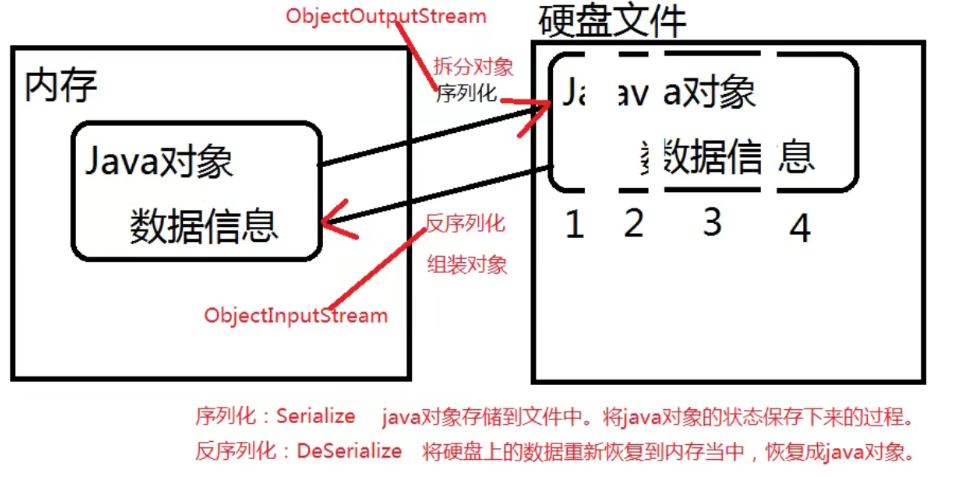 ObjectOutputStream
硬盘文件
内存
拆分对象
序列化
Java对象
数据信息
Java对象
数据信息
1 2 3 4
反序列化
组装对象
ObjectInputStream
序列化：Serialize java对象存储到文件中。将java对象的状态保存下来的过程。
反序列化：DeSerialize 将硬盘上的数据重新恢复到内存当中，恢复成java对象。